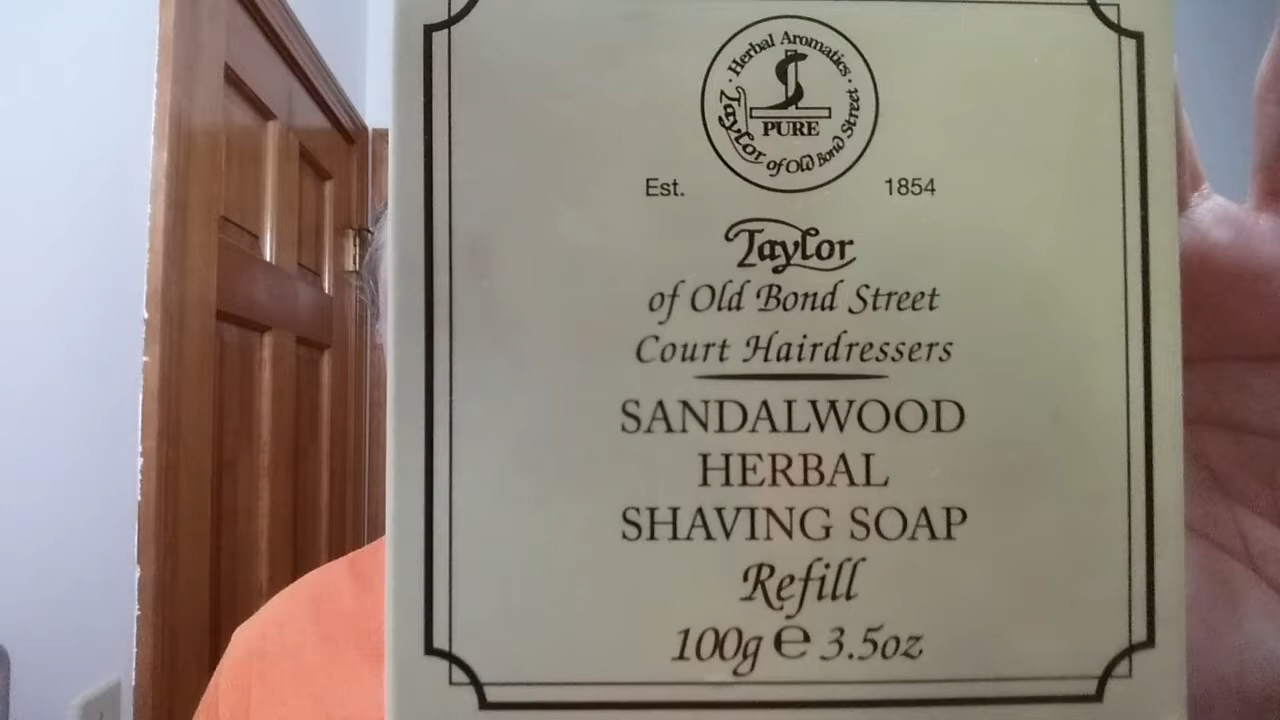 · Herbal Aromatics ·
PURE
Taylor of Old Bond Street
Est. 1854
Taylor
of Old Bond Street
Court Hairdressers
SANDALWOOD
HERBAL
SHAVING SOAP
Refill
100g ℮ 3.5oz